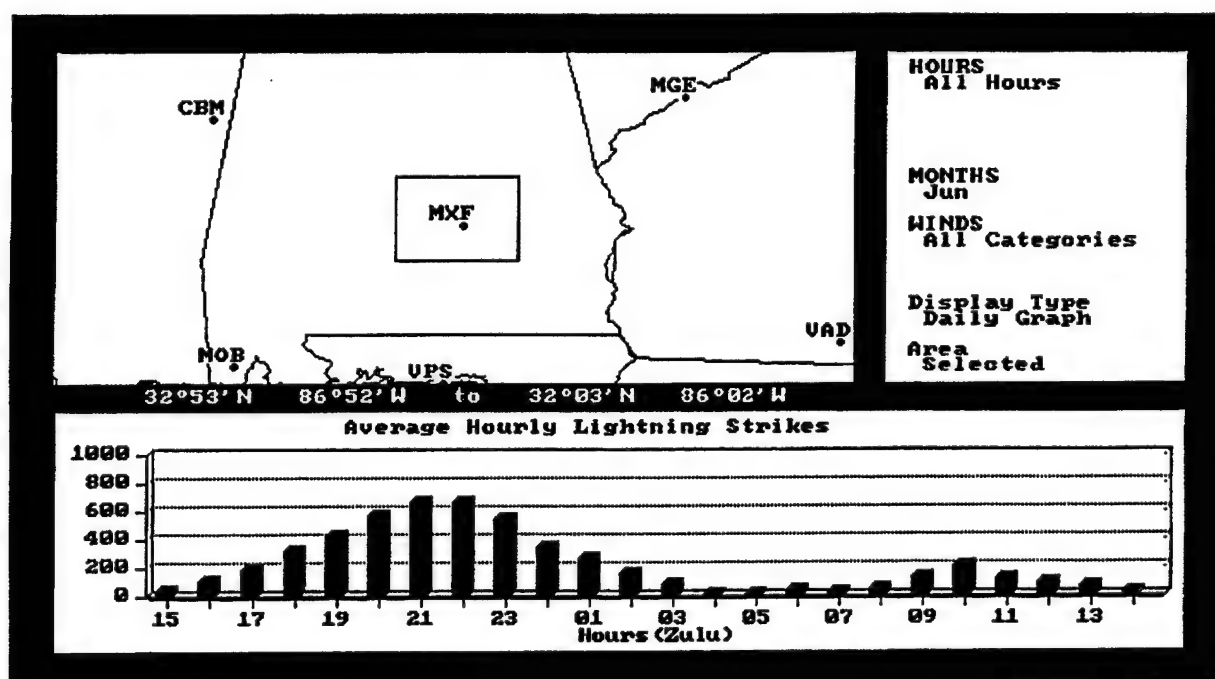 CBM
MGE
MXF
MOB
VPS
VAD
HOURS
All Hours
MONTHS
Jun
WINDS
All Categories
Display Type
Daily Graph
Area
Selected
32°53'N 86°52'W to 32°03'N 86°02'W
Average Hourly Lightning Strikes
1000
800
600
400
200
0
15 17 19 21 23 01 03 05 07 09 11 13
Hours(Zulu)